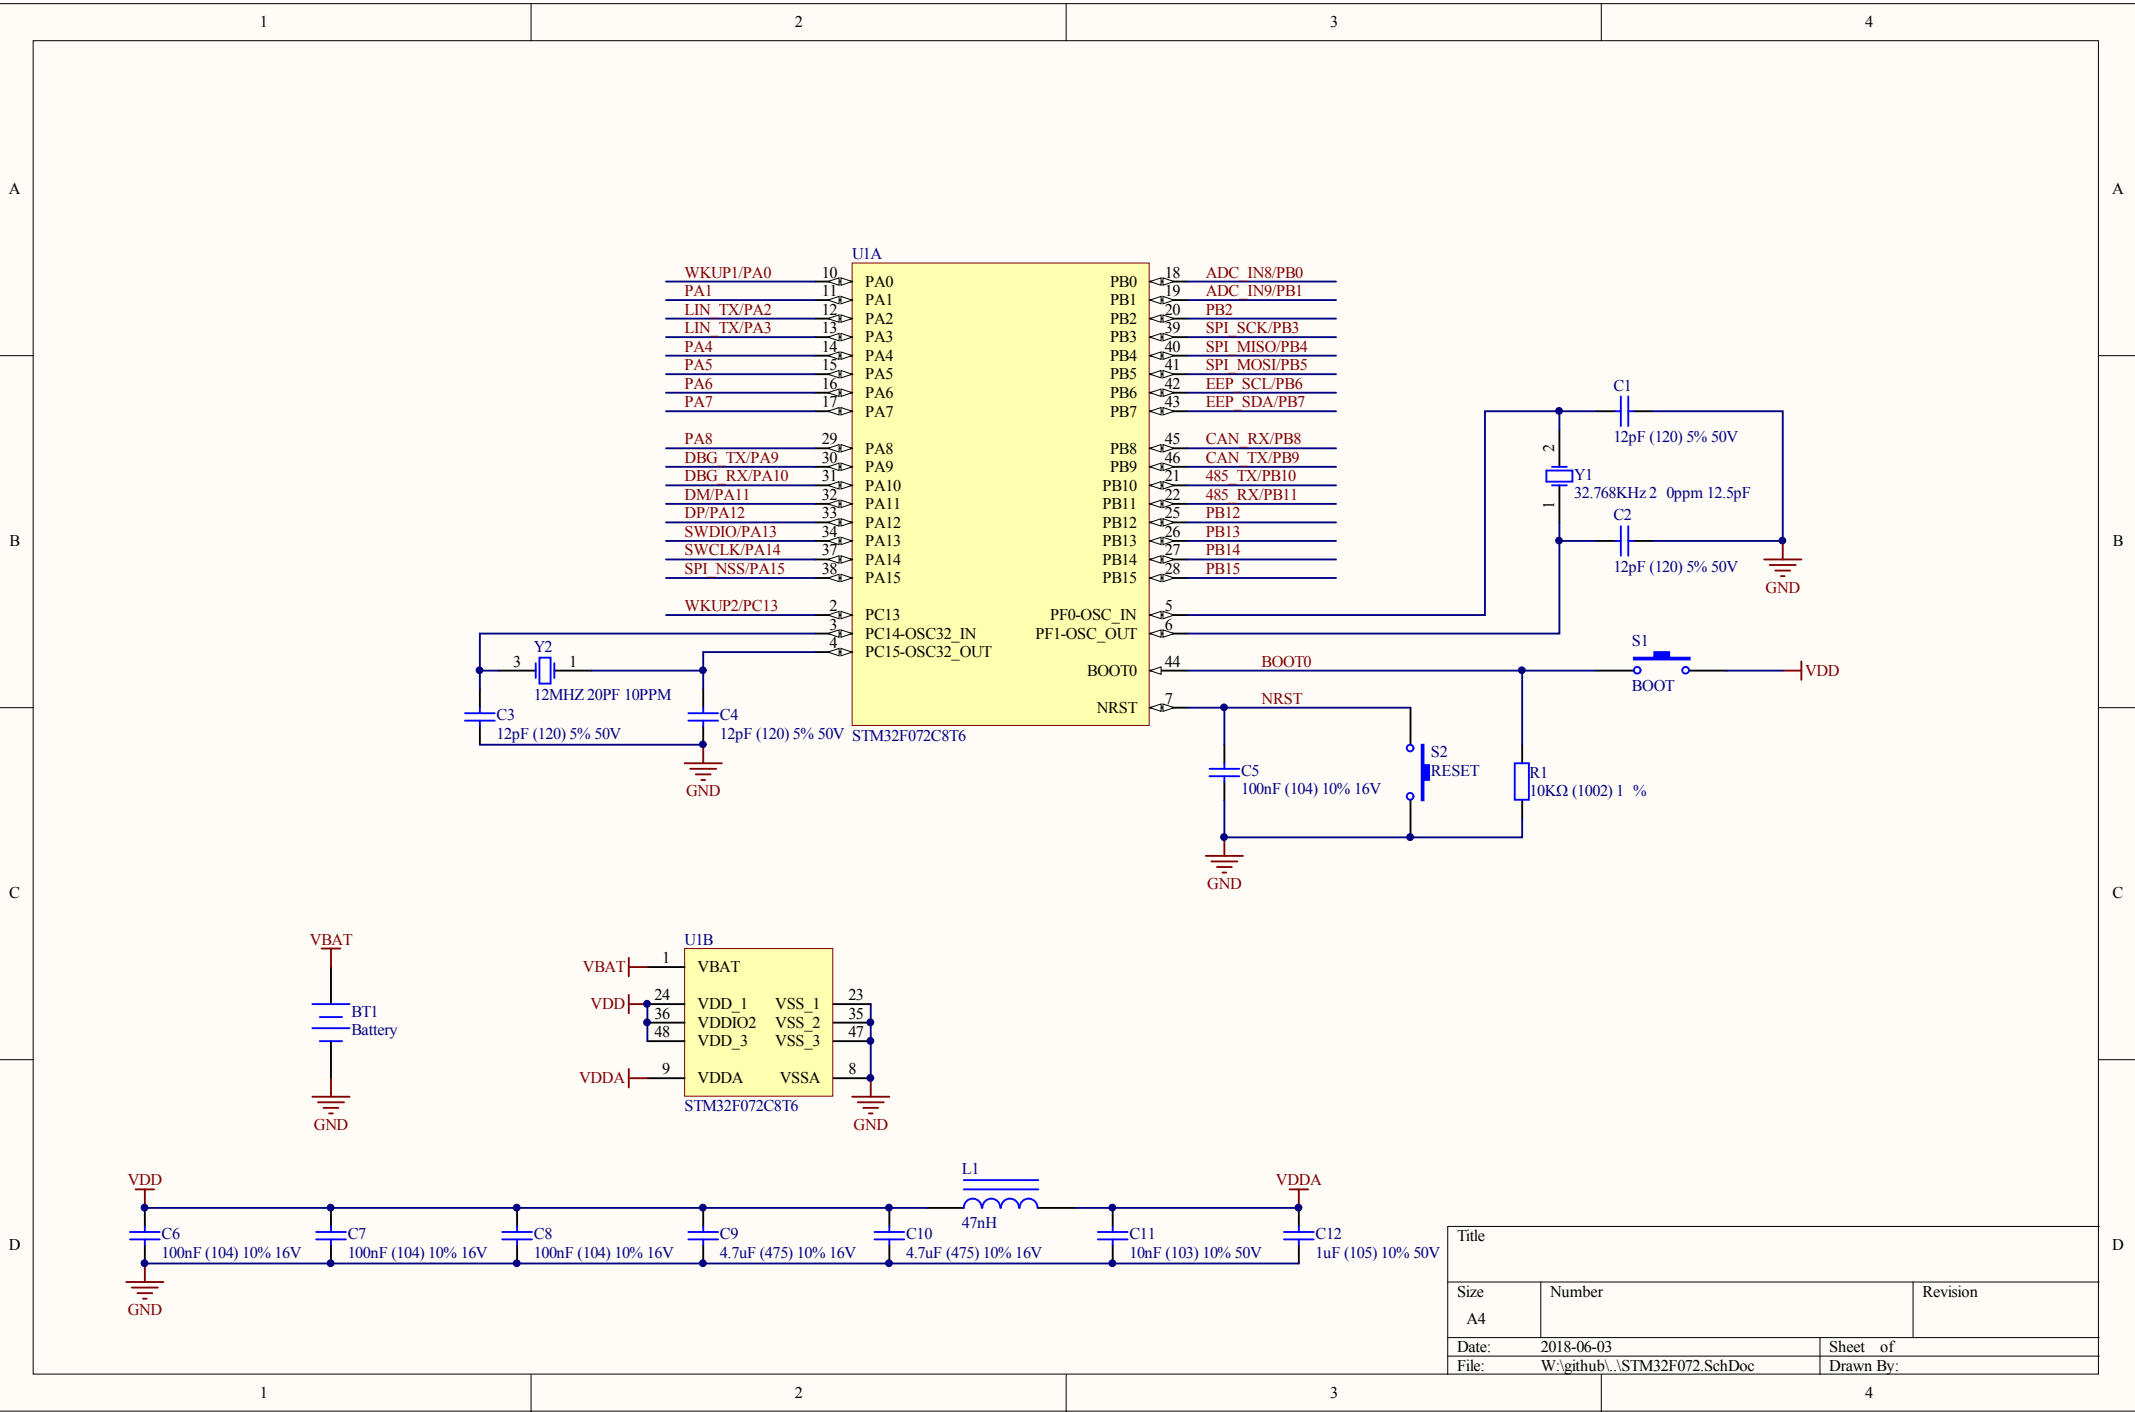 1 2 3 4
A A
B B
C C
D D
U1A
WKUP1/PA0 10 PA0 PB0 18 ADC_IN8/PB0
PA1 11 PA1 PB1 19 ADC_IN9/PB1
LIN_TX/PA2 12 PA2 PB2 20 PB2
LIN_TX/PA3 13 PA3 PB3 39 SPI_SCK/PB3
PA4 14 PA4 PB4 40 SPI_MISO/PB4
PA5 15 PA5 PB5 41 SPI_MOSI/PB5
PA6 16 PA6 PB6 42 EEP_SCL/PB6
PA7 17 PA7 PB7 43 EEP_SDA/PB7
PA8 29 PA8 PB8 45 CAN_RX/PB8
DBG_TX/PA9 30 PA9 PB9 46 CAN_TX/PB9
DBG_RX/PA10 31 PA10 PB10 21 485_TX/PB10
DM/PA11 32 PA11 PB11 22 485_RX/PB11
DP/PA12 33 PA12 PB12 25 PB12
SWDIO/PA13 34 PA13 PB13 26 PB13
SWCLK/PA14 37 PA14 PB14 27 PB14
SPI_NSS/PA15 38 PA15 PB15 28 PB15
WKUP2/PC13 2 PC13 PF0-OSC_IN 5
3 PC14-OSC32_IN PF1-OSC_OUT 6
4 PC15-OSC32_OUT
BOOT0 44 BOOT0
NRST 7 NRST
STM32F072C8T6
C1
12pF (120) 5% 50V
2
Y1
32.768KHz 2 0ppm 12.5pF
1
C2
12pF (120) 5% 50V
GND
S1
BOOT
VDD
Y2
3 1
12MHZ 20PF 10PPM
C3
12pF (120) 5% 50V
C4
12pF (120) 5% 50V
GND
C5
100nF (104) 10% 16V
S2
RESET
R1
10KΩ (1002) 1 %
GND
VBAT
BT1
Battery
GND
U1B
VBAT 1 VBAT
VDD 24 VDD_1 VSS_1 23
36 VDDIO2 VSS_2 35
48 VDD_3 VSS_3 47
VDDA 9 VDDA VSSA 8
STM32F072C8T6
GND
VDD
L1
47nH
VDDA
C6
100nF (104) 10% 16V
C7
100nF (104) 10% 16V
C8
100nF (104) 10% 16V
C9
4.7uF (475) 10% 16V
C10
4.7uF (475) 10% 16V
C11
10nF (103) 10% 50V
C12
1uF (105) 10% 50V
GND
Title
Size Number Revision
A4
Date: 2018-06-03 Sheet of
File: W:\github\..\STM32F072.SchDoc Drawn By:
1 2 3 4